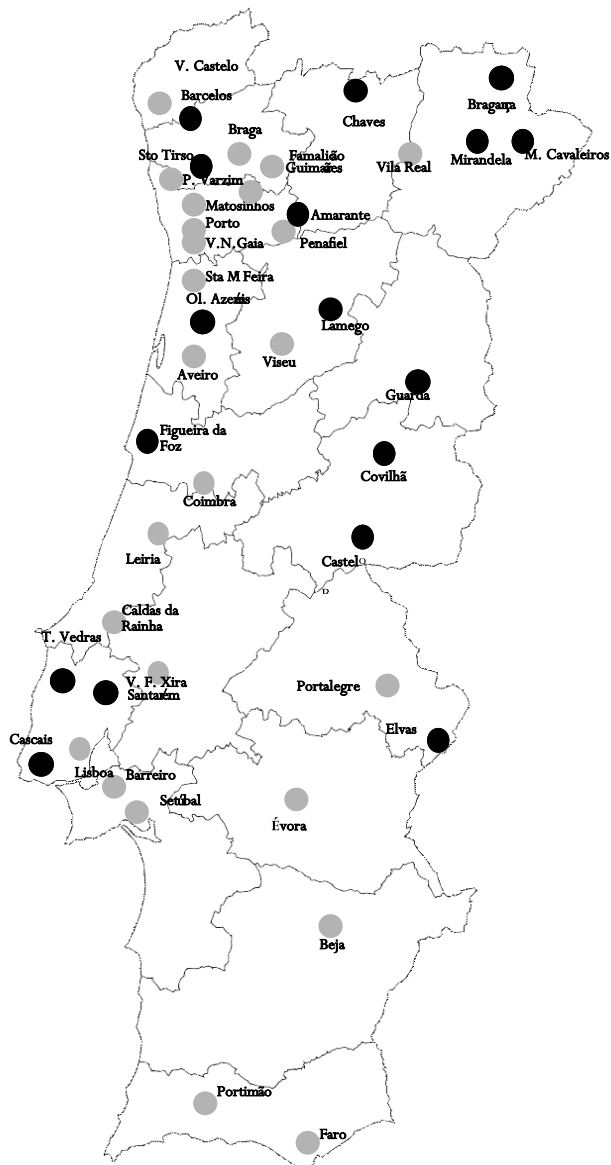 V. Castelo
Barcelos
Chaves
Bragança
Braga
Sto Tirso
Famalião
Guimarães
Vila Real
Mirandela
M. Cavaleiros
P. Varzim
Matosinhos
Amarante
Porto
V.N.Gaia
Penafiel
Sta M Feira
Ol. Azeméis
Lamego
Viseu
Aveiro
Guarda
Figueira da
Foz
Covilhã
Coimbra
Leiria
Castelo
Caldas da
Rainha
T. Vedras
V. F. Xira
Santarém
Portalegre
Elvas
Cascais
Lisboa
Barreiro
Setúbal
Évora
Beja
Portimão
Faro